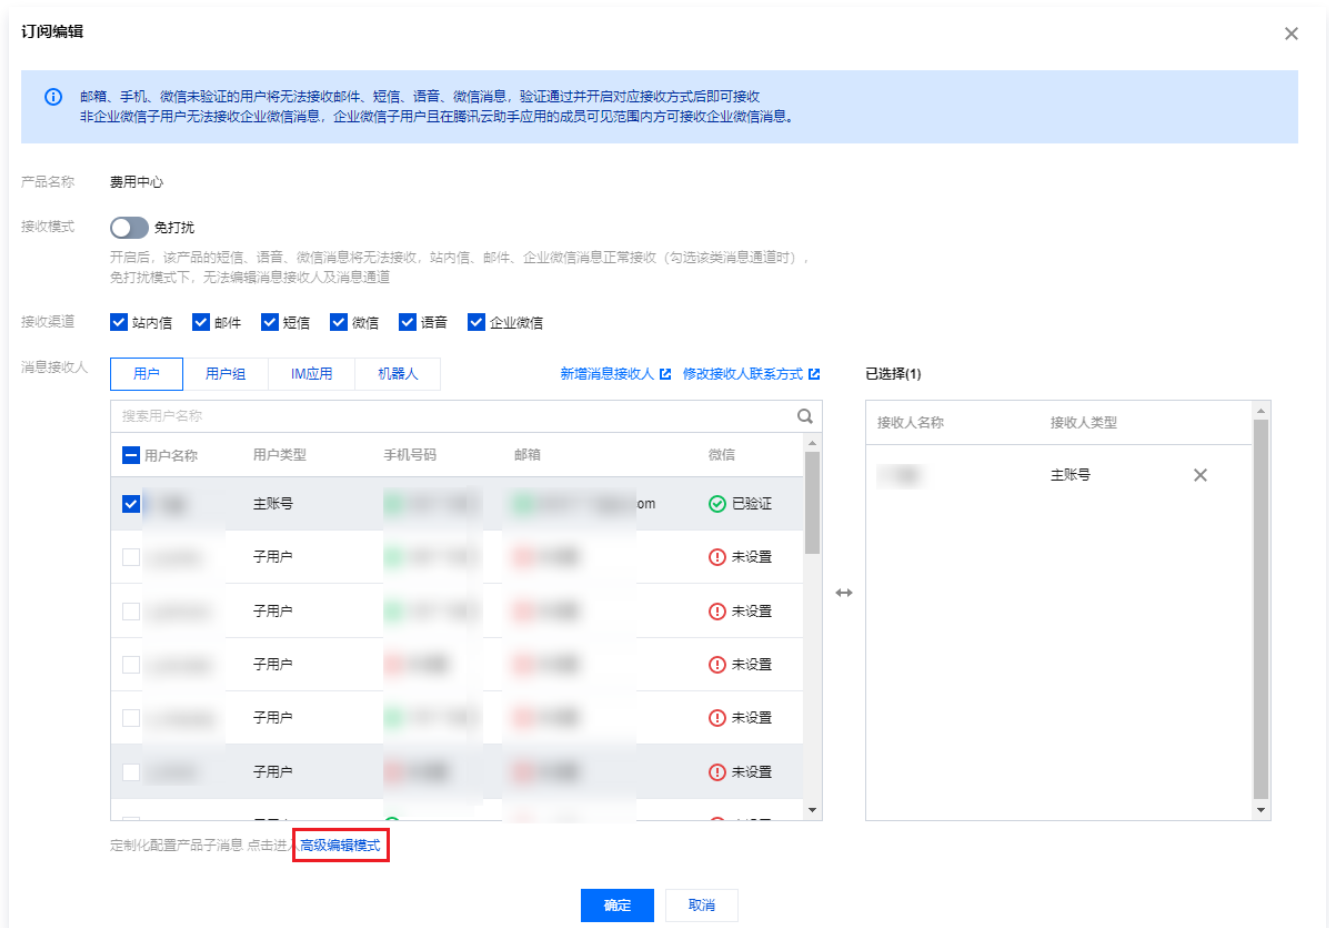 订阅编辑
邮箱、手机、微信未验证的用户将无法接收邮件、短信、语音、微信消息，验证通过并开启对应接收方式后即可接收
非企业微信子用户无法接收企业微信消息，企业微信子用户且在腾讯云助手应用的成员可见范围内方可接收企业微信消息。
产品名称 费用中心
接收模式 免打扰
开启后，该产品的短信、语音、微信消息将无法接收，站内信、邮件、企业微信消息正常接收（勾选该类消息通道时），
免打扰模式下，无法编辑消息接收人及消息通道
接收渠道 站内信 邮件 短信 微信 语音 企业微信
消息接收人 用户 用户组 IM应用 机器人 新增消息接收人 修改接收人联系方式 已选择(1)
搜索用户名称
接收人名称 接收人类型
用户名称 用户类型 手机号码 邮箱 微信
主账号
主账号 om 已验证
子用户 未设置
子用户 未设置
子用户 未设置
子用户 未设置
子用户 未设置
定制化配置产品子消息 点击进入高级编辑模式
确定 取消